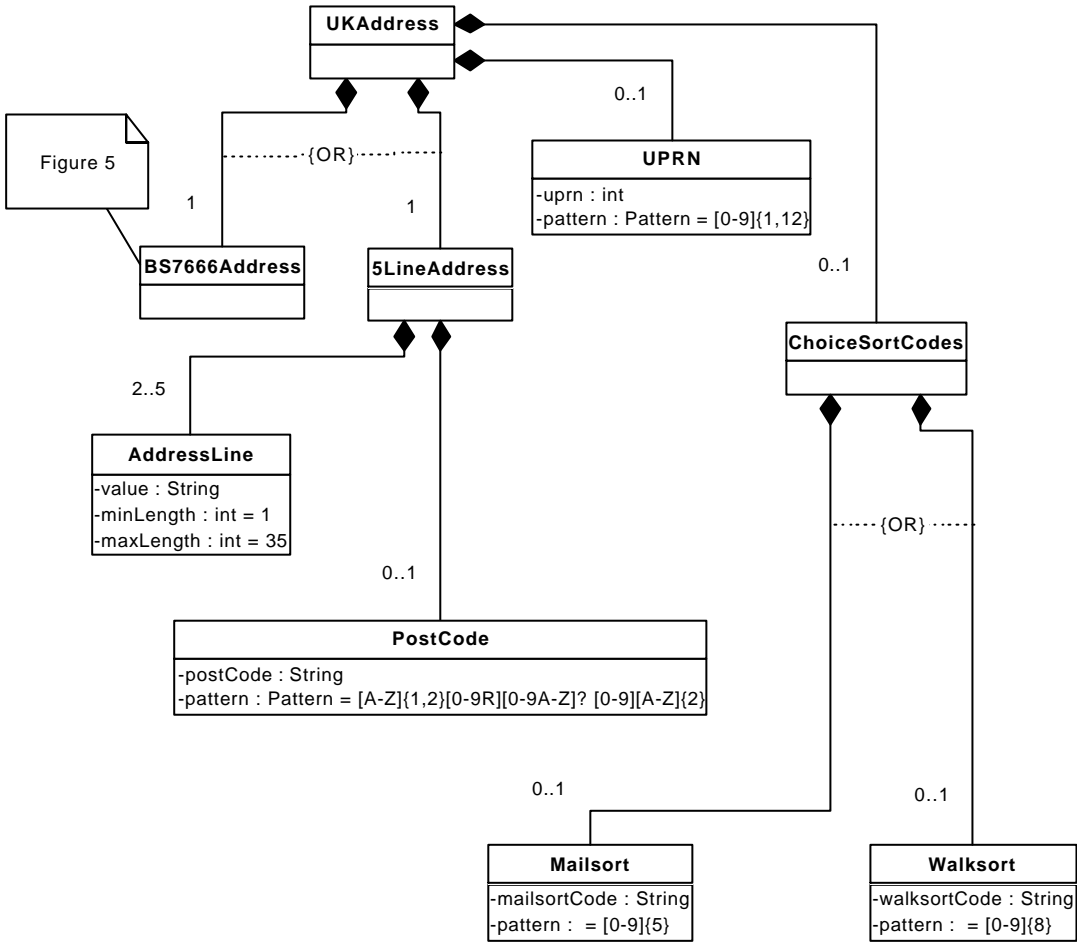 UKAddress
0..1
Figure 5
{OR}
UPRN
-uprn : int
-pattern : Pattern = [0-9]{1,12}
1
1
BS7666Address
5LineAddress
0..1
ChoiceSortCodes
2..5
AddressLine
-value : String
-minLength : int = 1
-maxLength : int = 35
{OR}
0..1
PostCode
-postCode : String
-pattern : Pattern = [A-Z]{1,2}[0-9R][0-9A-Z]? [0-9][A-Z]{2}
0..1
0..1
Mailsort
-mailsortCode : String
-pattern :  = [0-9]{5}
Walksort
-walksortCode : String
-pattern :  = [0-9]{8}